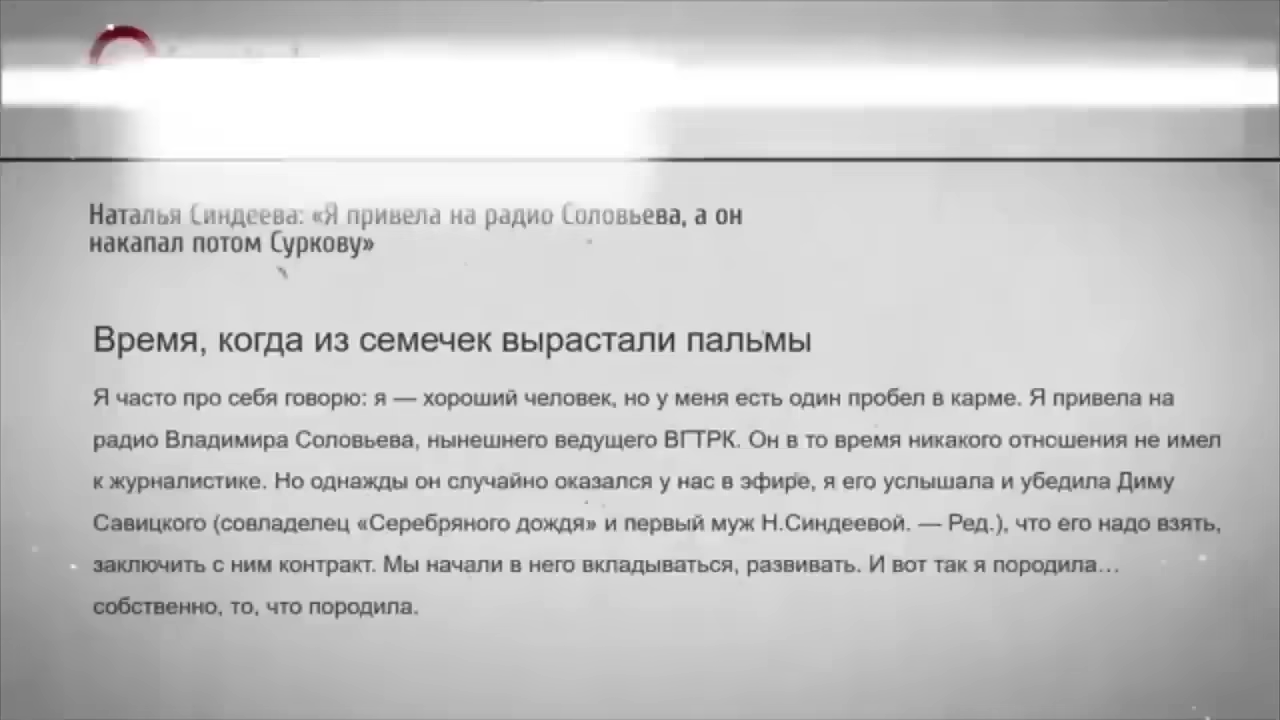 Наталья Синдеева: «Я привела на радио Соловьева, а он
накапал потом Суркову»
Время, когда из семечек вырастали пальмы
Я часто про себя говорю: я — хороший человек, но у меня есть один пробел в карме. Я привела на
радио Владимира Соловьева, нынешнего ведущего ВГТРК. Он в то время никакого отношения не имел
к журналистике. Но однажды он случайно оказался у нас в эфире, я его услышала и убедила Диму
Савицкого (совладелец «Серебряного дождя» и первый муж Н.Синдеевой. — Ред.), что его надо взять,
заключить с ним контракт. Мы начали в него вкладываться, развивать. И вот так я породила…
собственно, то, что породила.